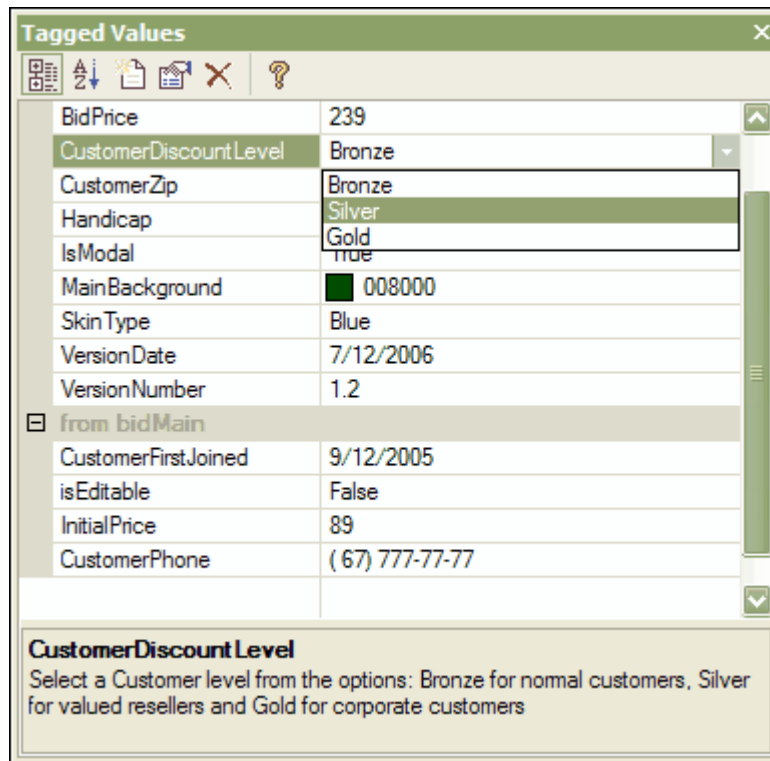 Tagged Values
BidPrice 239
CustomerDiscountLevel Bronze
CustomerZip Bronze
Handicap Silver
Gold
IsModal True
MainBackground 008000
SkinType Blue
VersionDate 7/12/2006
VersionNumber 1.2
from bidMain
CustomerFirstJoined 9/12/2005
isEditable False
InitialPrice 89
CustomerPhone ( 67) 777-77-77
CustomerDiscountLevel
Select a Customer level from the options: Bronze for normal customers, Silver
for valued resellers and Gold for corporate customers